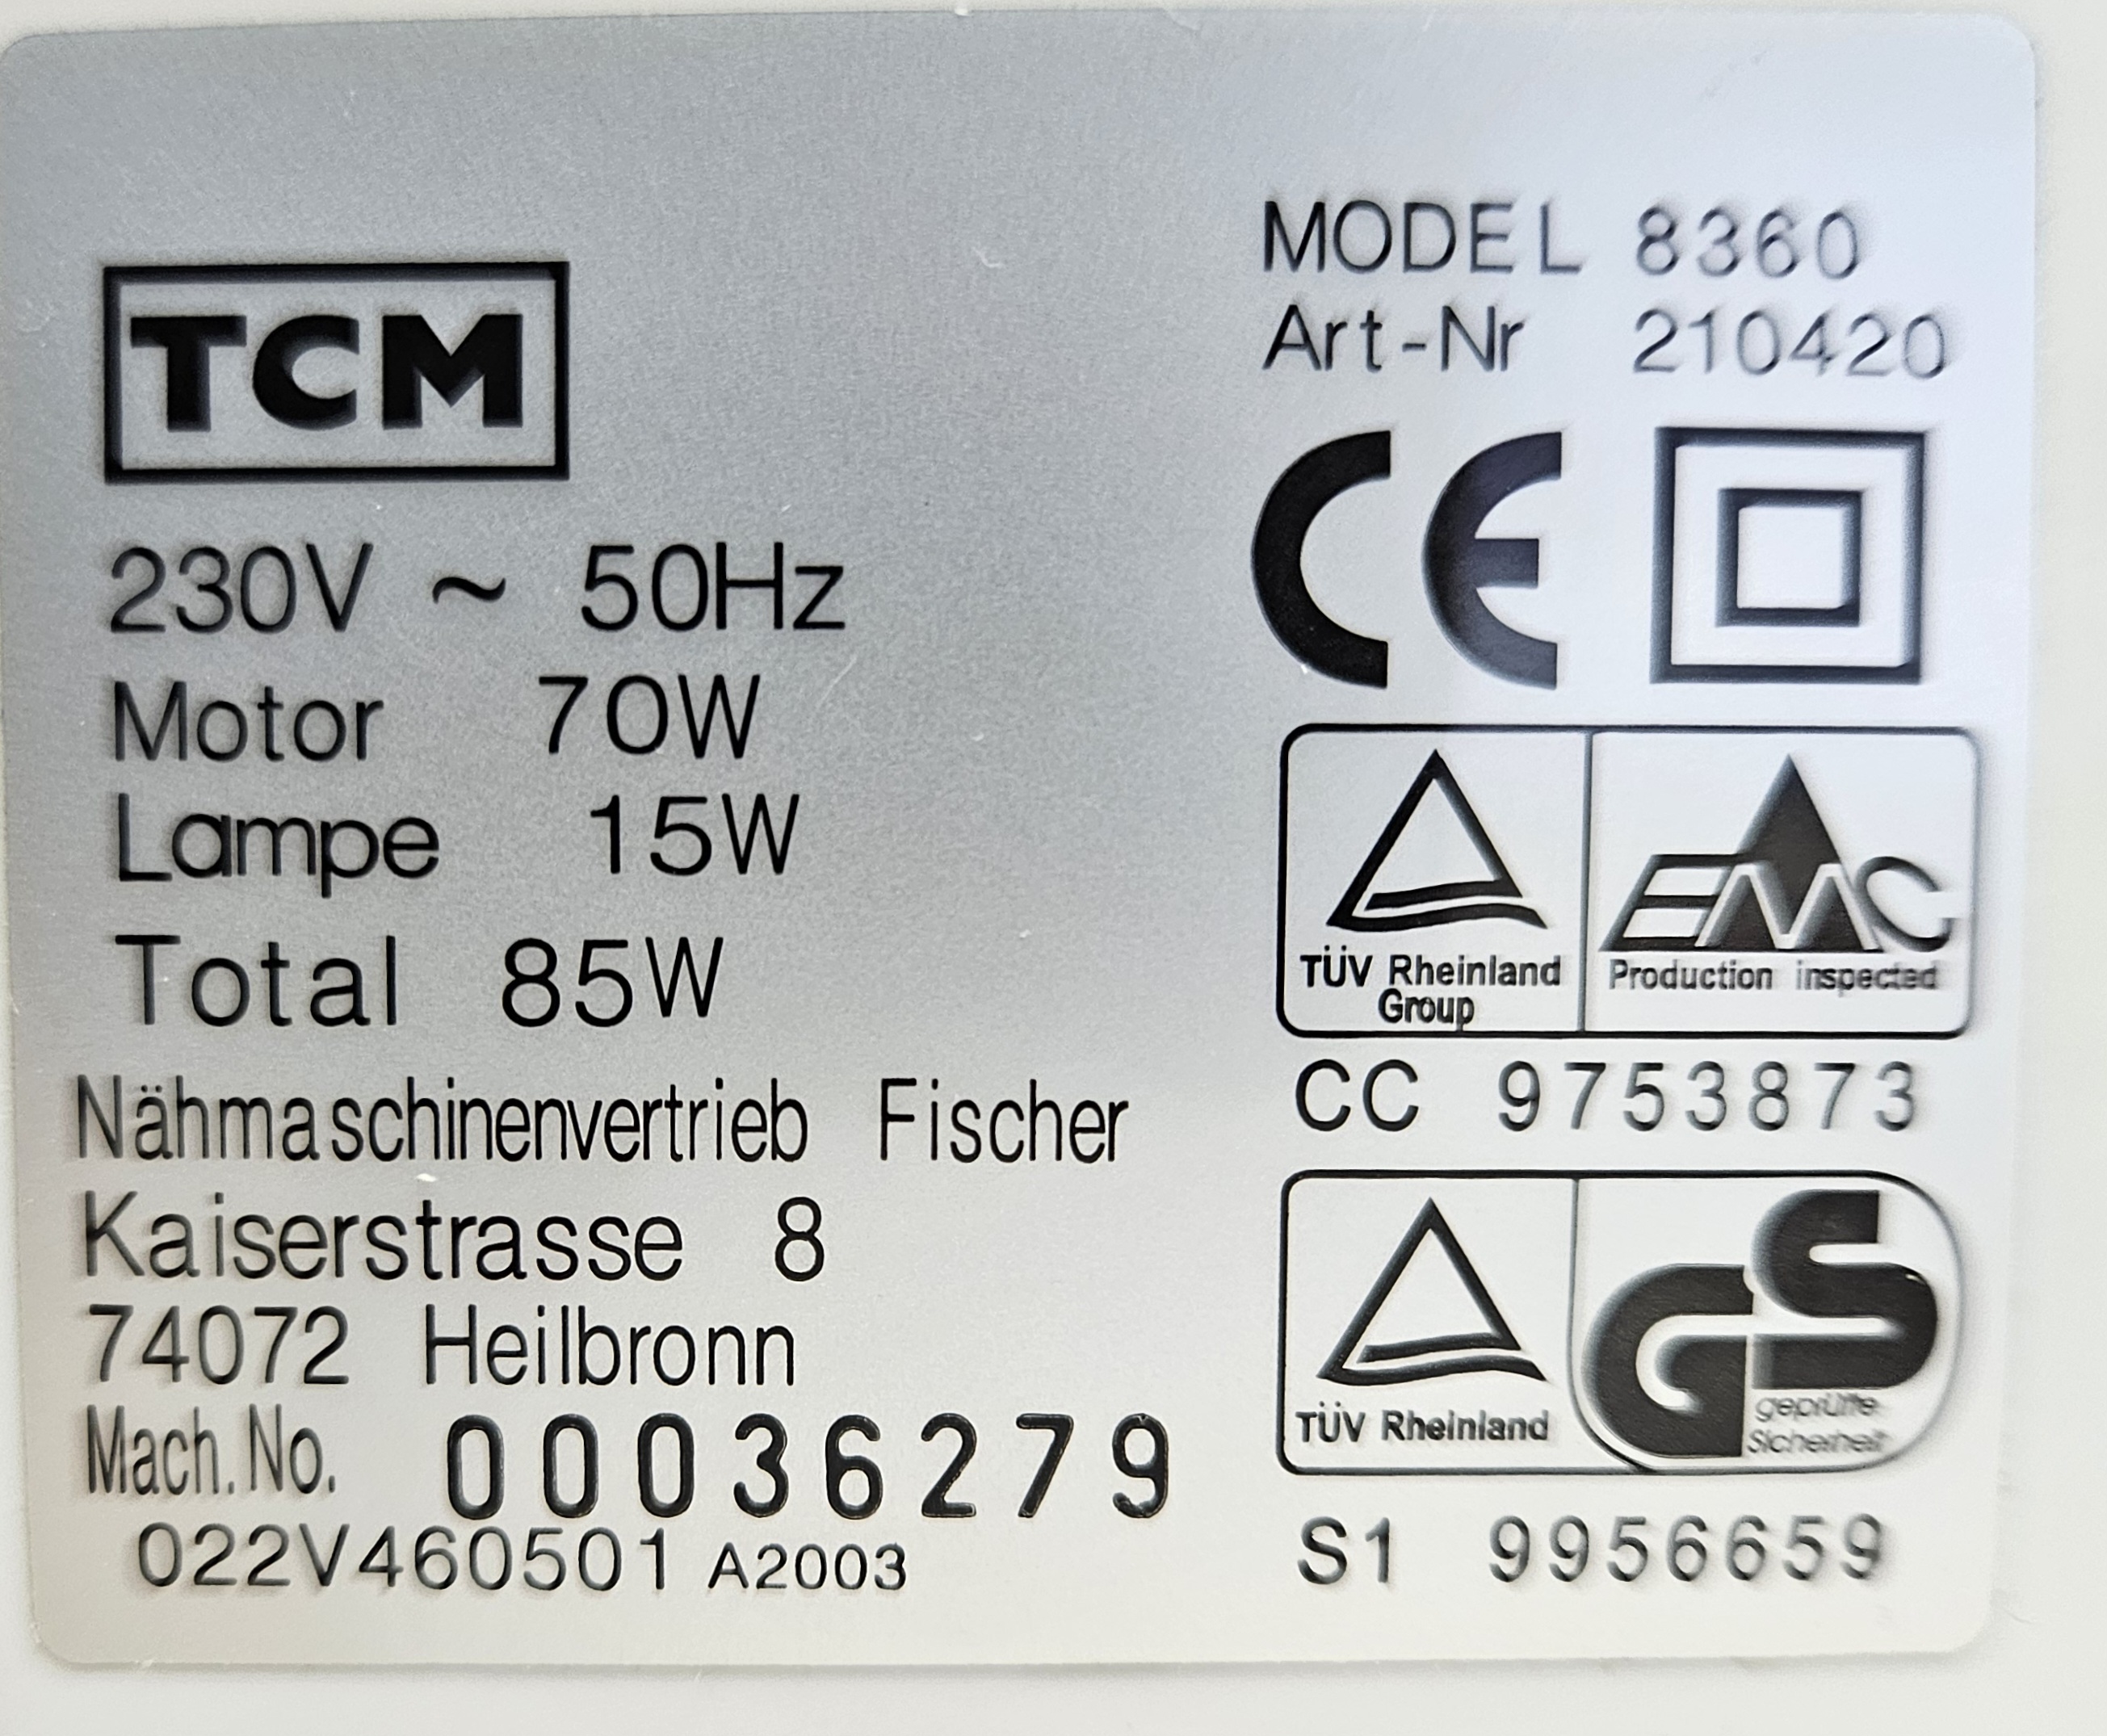 TCM
230V ~ 50Hz
Motor 70W
Lampe 15W
Total 85W
Nähmaschinenvertrieb Fischer
Kaiserstrasse 8
74072 Heilbronn
Mach.No. 00036279
022V460501 A2003
MODEL 8360
Art-Nr 210420
CE
TÜV Rheinland
Group
EMC
Production inspected
CC 9753873
TÜV Rheinland
GS
geprüfte
Sicherheit
S1 9956659